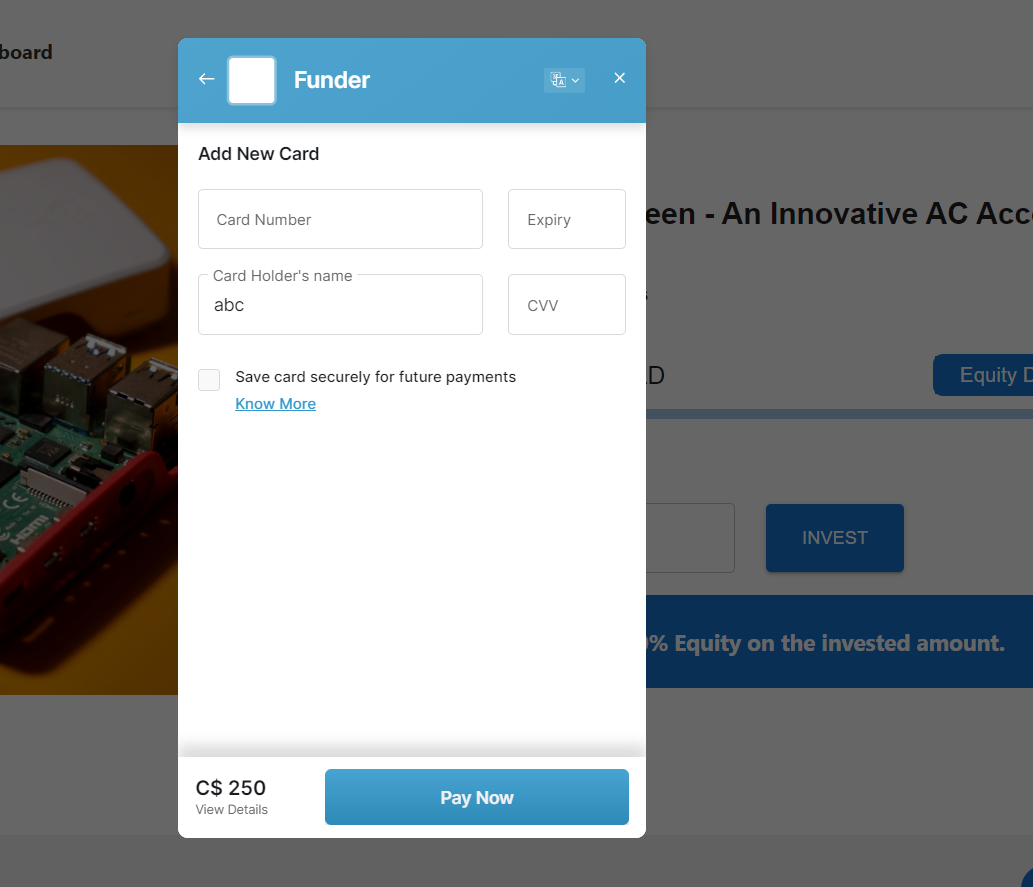 board
Funder
Add New Card
Card Number
Expiry
een - An Innovative AC Acc
Card Holder's name
abc
CVV
Save card securely for future payments
Know More
D
Equity D
INVEST
% Equity on the invested amount.
C$ 250
View Details
Pay Now